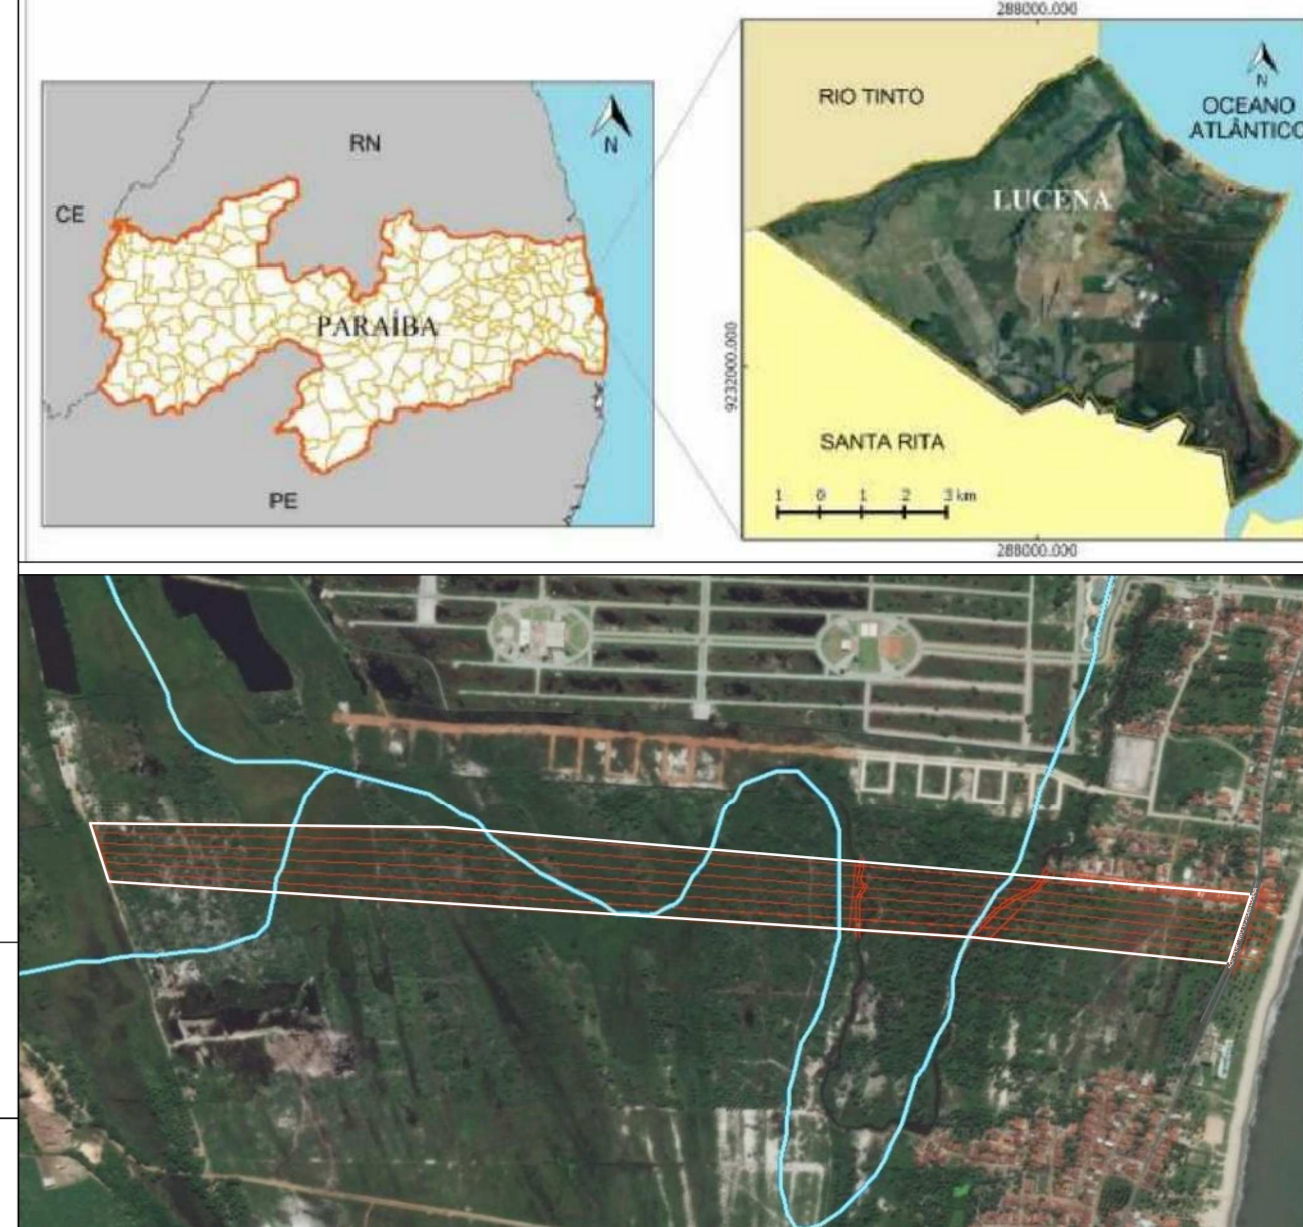 RN
N
CE
PARAÍBA
PE
288000.000
RIO TINTO
N
OCEANO
ATLÂNTICO
LUCENA
9232000.000
SANTA RITA
1 0 1 2 3 km
288000.000